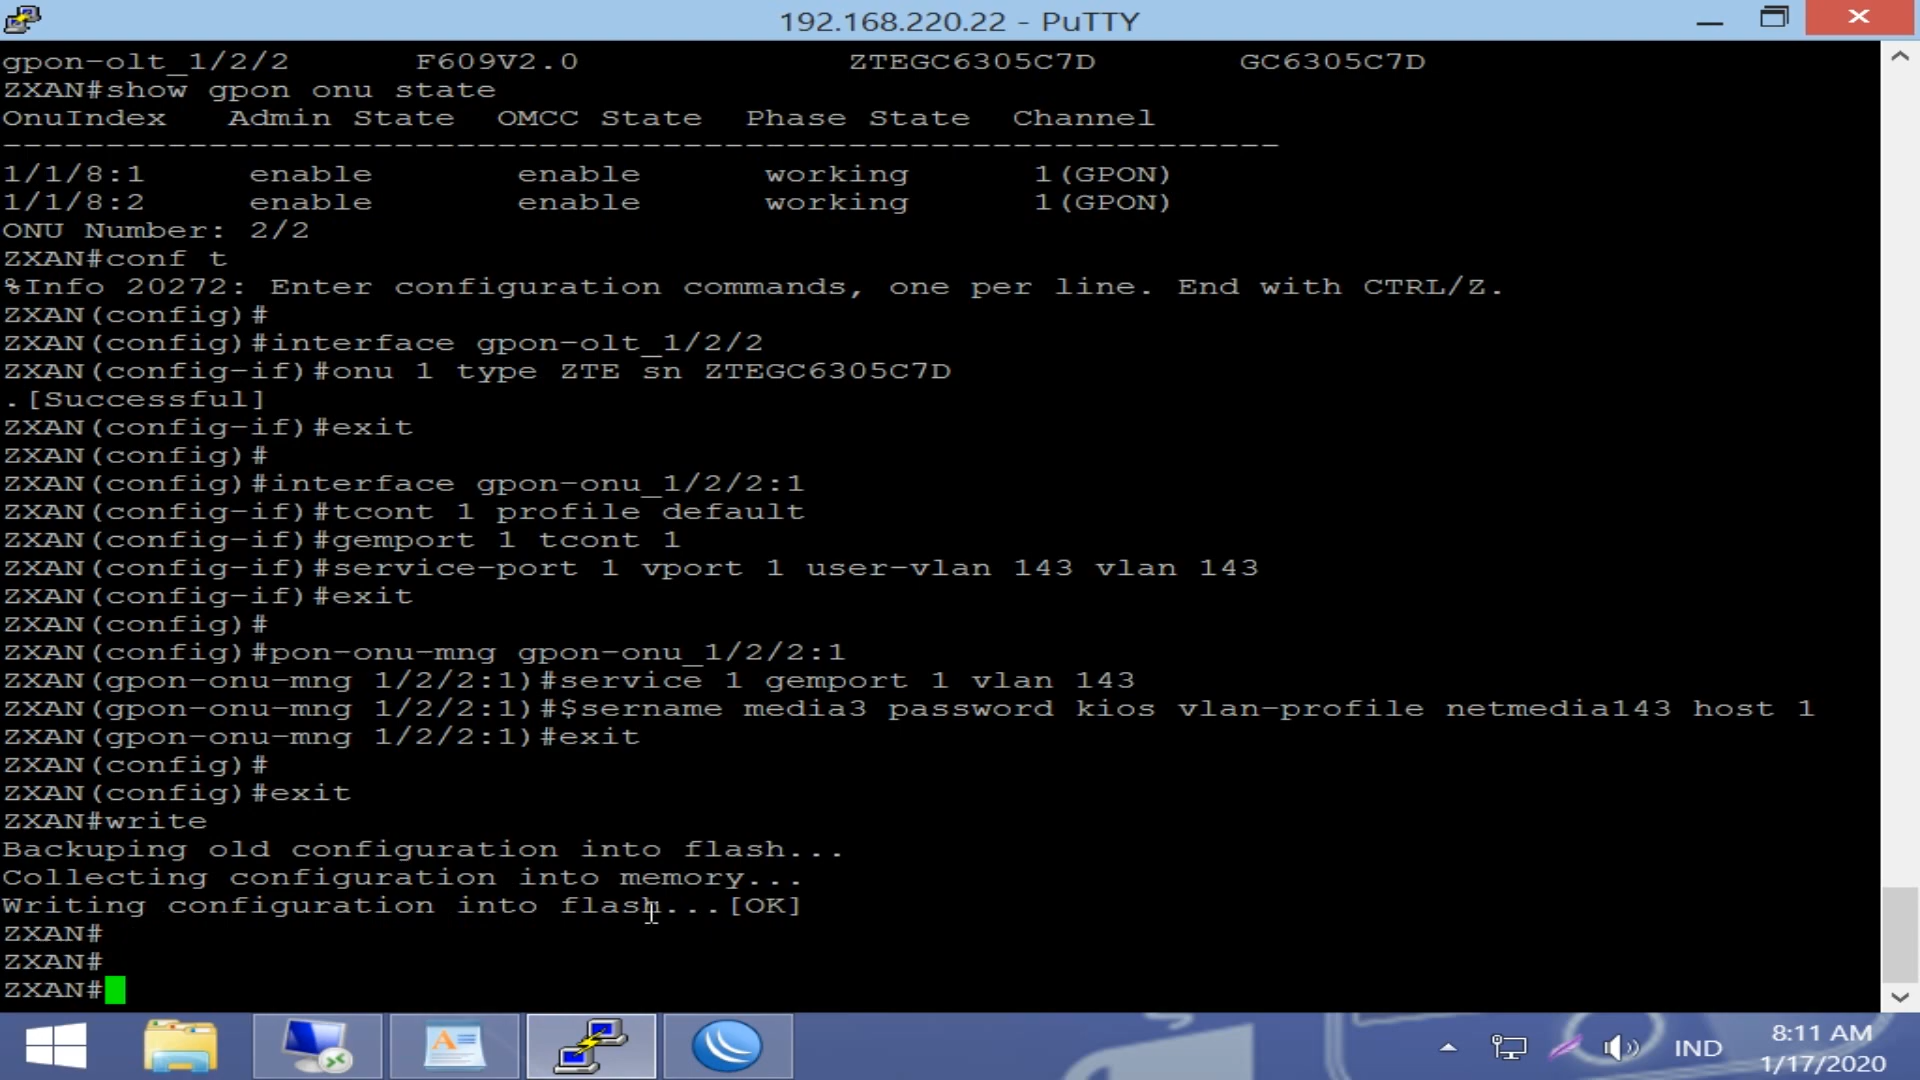 192.168.220.22 - PuTTY
gpon-olt_1/2/2 F609V2.0 ZTEGC6305C7D GC6305C7D
ZXAN#show gpon onu state
OnuIndex Admin State OMCC State Phase State Channel
--------------------------------------------------------------
1/1/8:1 enable enable working 1(GPON)
1/1/8:2 enable enable working 1(GPON)
ONU Number: 2/2
ZXAN#conf t
%Info 20272: Enter configuration commands, one per line. End with CTRL/Z.
ZXAN(config)#
ZXAN(config)#interface gpon-olt_1/2/2
ZXAN(config-if)#onu 1 type ZTE sn ZTEGC6305C7D
.[Successful]
ZXAN(config-if)#exit
ZXAN(config)#
ZXAN(config)#interface gpon-onu_1/2/2:1
ZXAN(config-if)#tcont 1 profile default
ZXAN(config-if)#gemport 1 tcont 1
ZXAN(config-if)#service-port 1 vport 1 user-vlan 143 vlan 143
ZXAN(config-if)#exit
ZXAN(config)#
ZXAN(config)#pon-onu-mng gpon-onu_1/2/2:1
ZXAN(gpon-onu-mng 1/2/2:1)#service 1 gemport 1 vlan 143
ZXAN(gpon-onu-mng 1/2/2:1)#$sername media3 password kios vlan-profile netmedia143 host 1
ZXAN(gpon-onu-mng 1/2/2:1)#exit
ZXAN(config)#
ZXAN(config)#exit
ZXAN#write
Backuping old configuration into flash...
Collecting configuration into memory...
Writing configuration into flash...[OK]
ZXAN#
ZXAN#
ZXAN#
IND
8:11 AM
1/17/2020